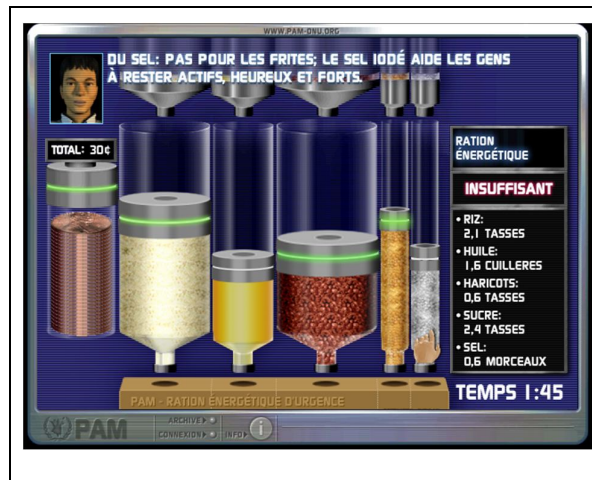 WWW.PAM-ONU.ORG
DU SEL: PAS POUR LES FRITES; LE SEL IODÉ AIDE LES GENS
À RESTER ACTIFS, HEUREUX ET FORTS.
TOTAL: 30¢
RATION
ÉNERGÉTIQUE
INSUFFISANT
• RIZ:
2,1 TASSES
• HUILE:
1,6 CUILLERES
• HARICOTS:
0,6 TASSES
• SUCRE:
2,4 TASSES
• SEL:
0,6 MORCEAUX
TEMPS 1:45
PAM - RATION ÉNERGÉTIQUE D'URGENCE
PAM
ARCHIVE
CONNEXION
INFO
i